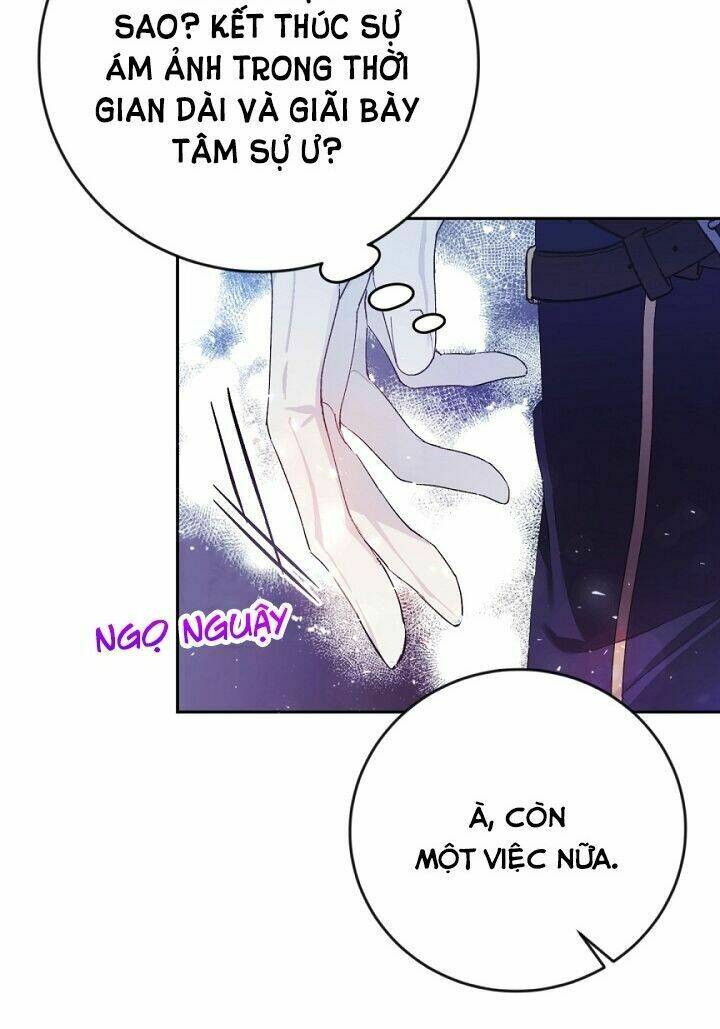 SAO? KẾT THÚC SỰ
ÁM ẢNH TRONG THỜI
GIAN DÀI VÀ GIÃI BÀY
TÂM SỰ Ư?
NGỌ NGUẬY
À, CÒN
MỘT VIỆC NỮA.